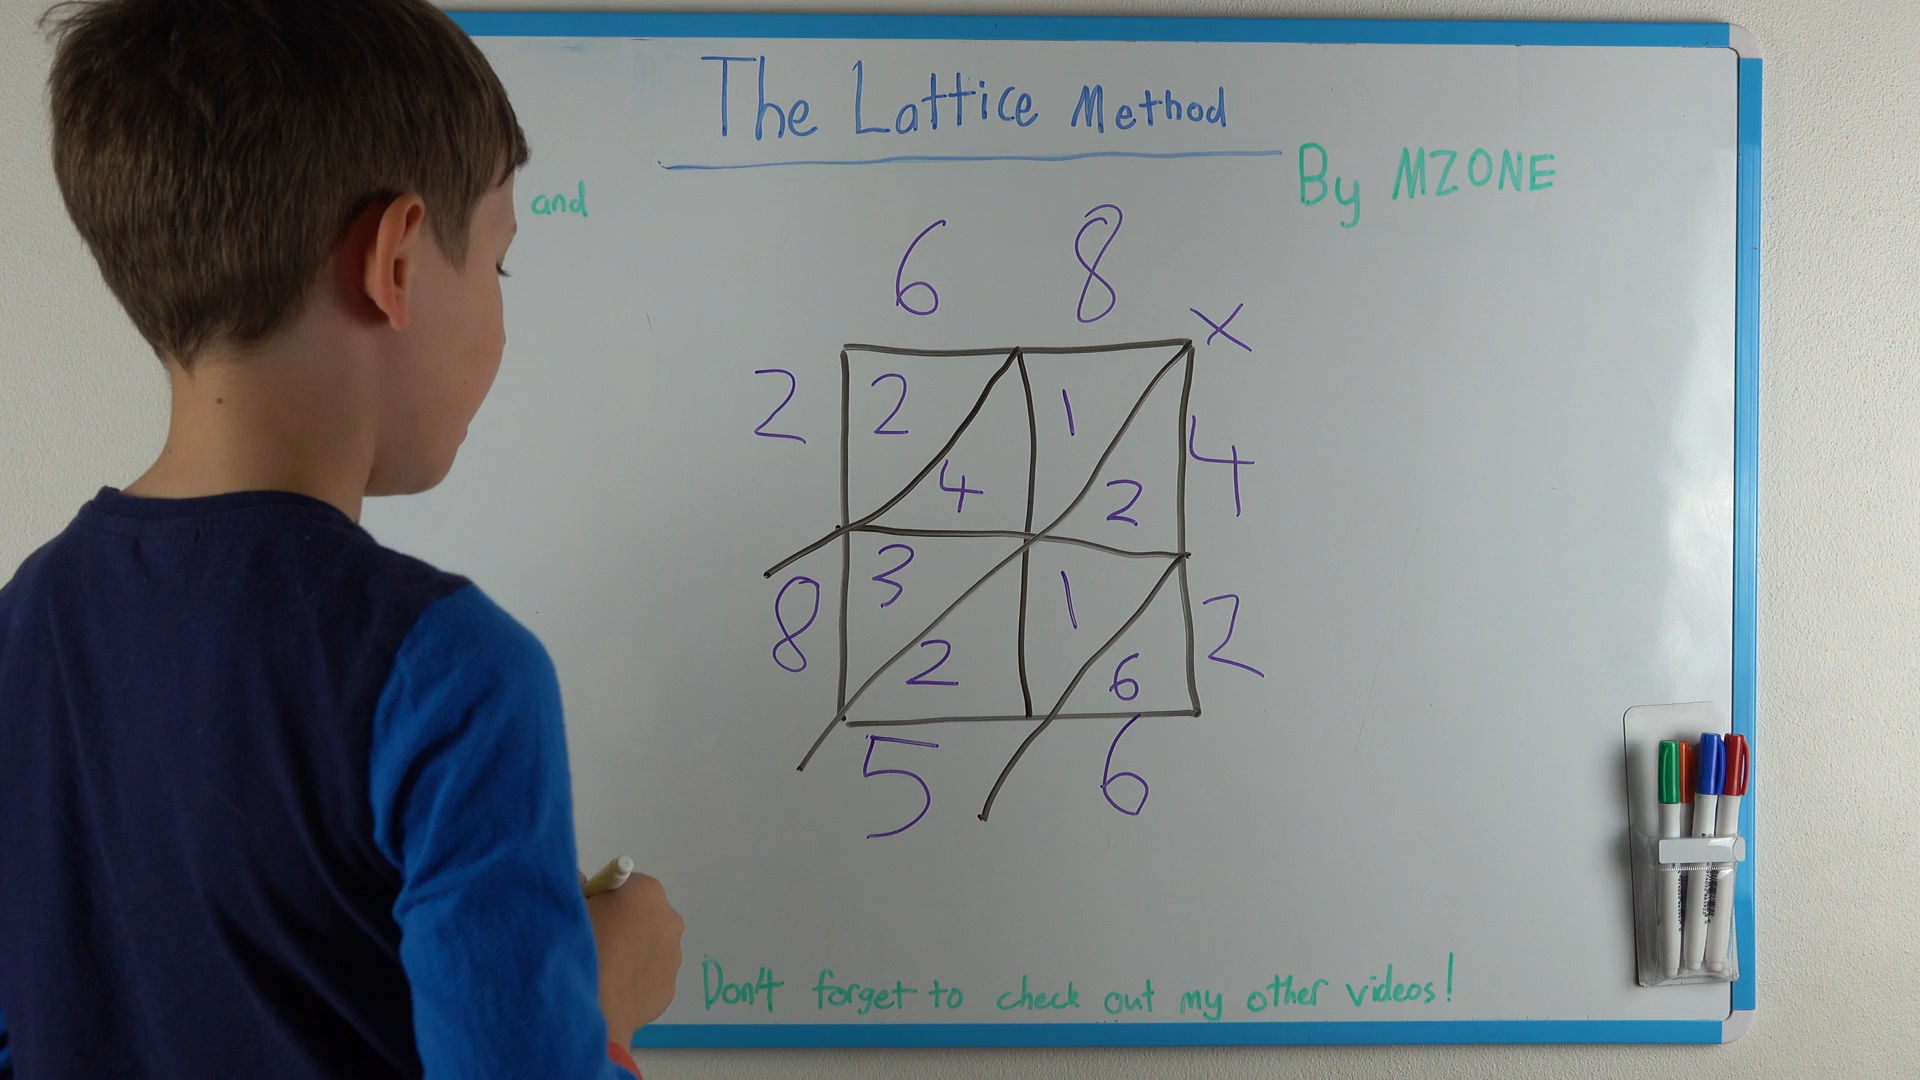 The Lattice Method
By MZONE
and
6 8
x
2 2 1
4
4 2
3 1
8 2
2 6
5 6
Don't forget to check out my other videos!